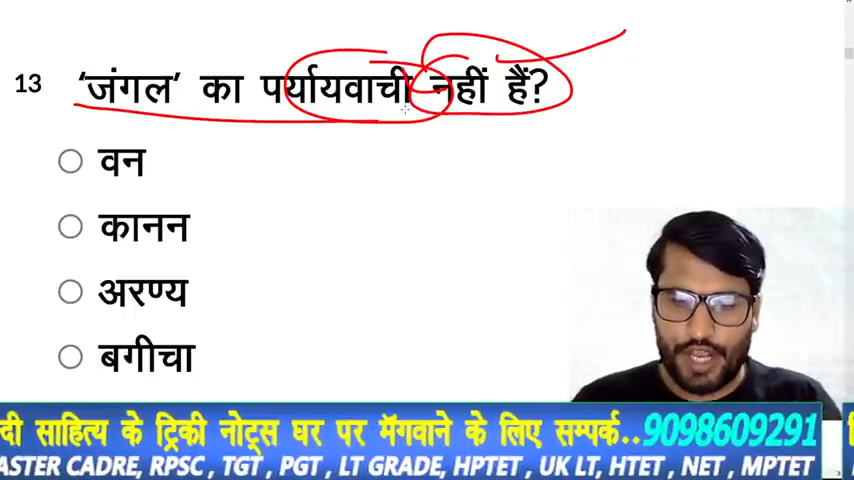 13 'जंगल' का पर्यायवाची नहीं हैं?
वन
कानन
अरण्य
बगीचा
साहित्य के ट्रिकी नोट्स घर पर मॅगवाने के लिए सम्पर्क..9098609291
CADRE, RPSC , TGT , PGT , LT GRADE, HPTET , UK LT, HTET , NET , MPTET